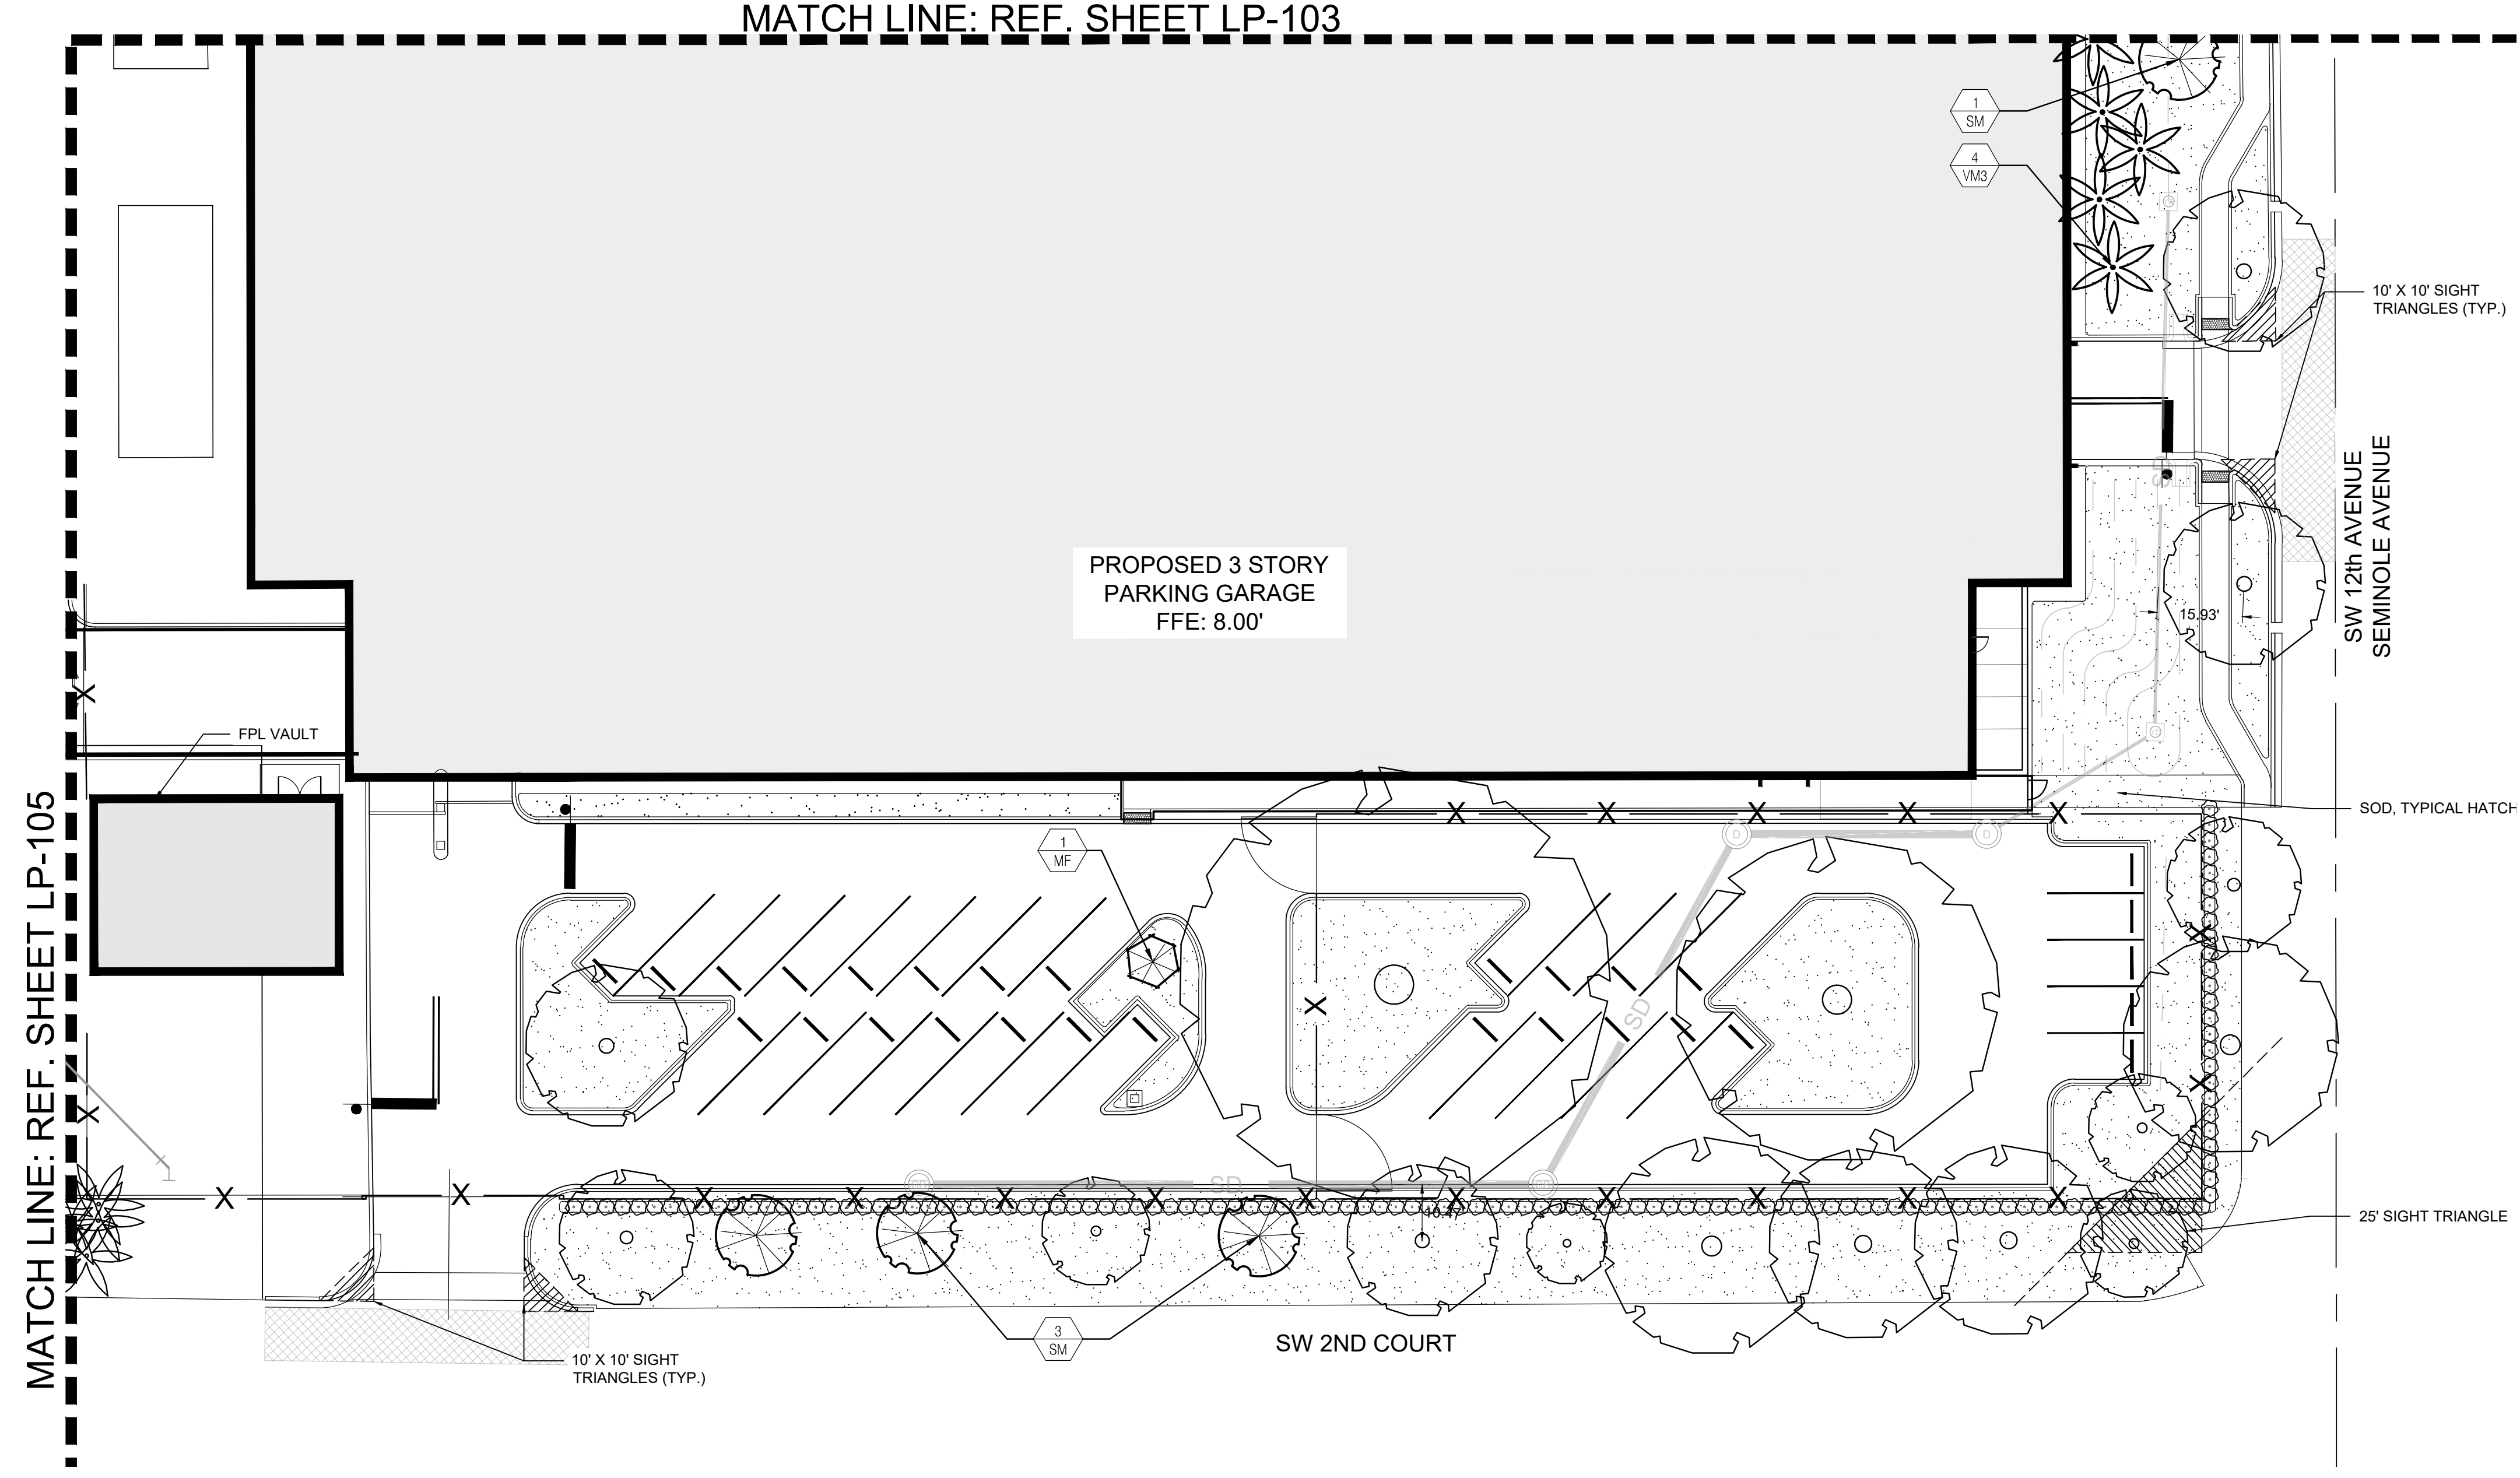 MATCH LINE: REF. SHEET LP-103
1
SM
4
VM3
10' X 10' SIGHT
TRIANGLES (TYP.)
SW 12th AVENUE
SEMINOLE AVENUE
PROPOSED 3 STORY
PARKING GARAGE
FFE: 8.00'
15.93'
FPL VAULT
X
MATCH LINE: REF. SHEET LP-105
SOD, TYPICAL HATCH
X X X X X
D D
1
MF
X
X
SD
X
X
X
X X X X X X X X X X X X
SD
25' SIGHT TRIANGLE
3
SM
SW 2ND COURT
10' X 10' SIGHT
TRIANGLES (TYP.)